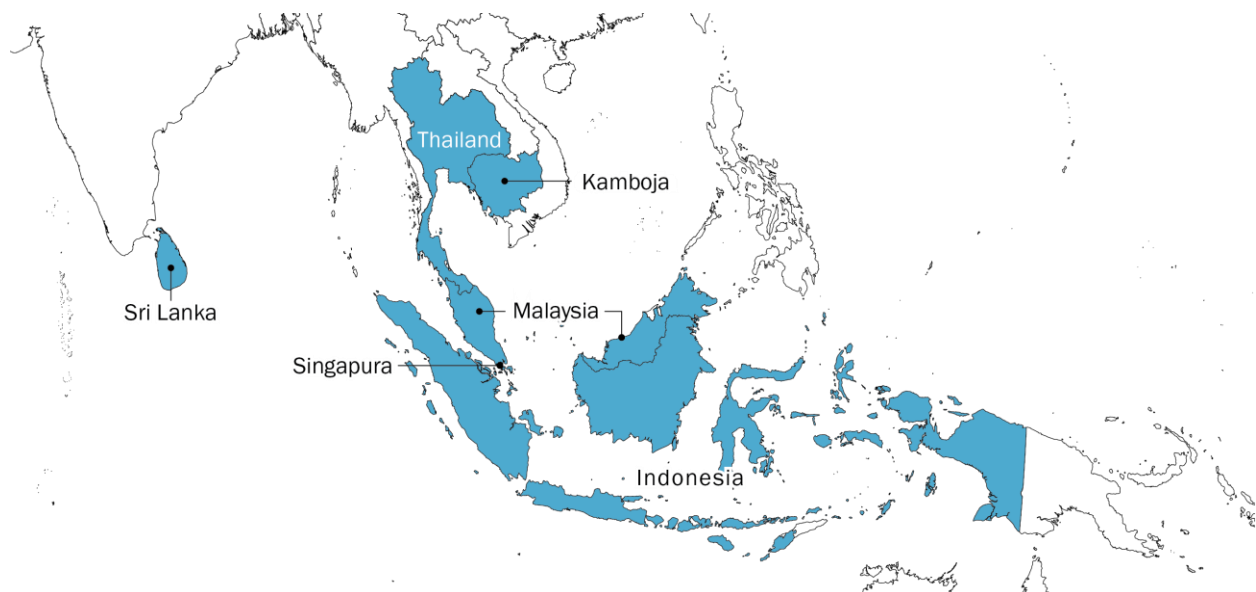 Thailand
Kamboja
Sri Lanka
Malaysia
Singapura
Indonesia